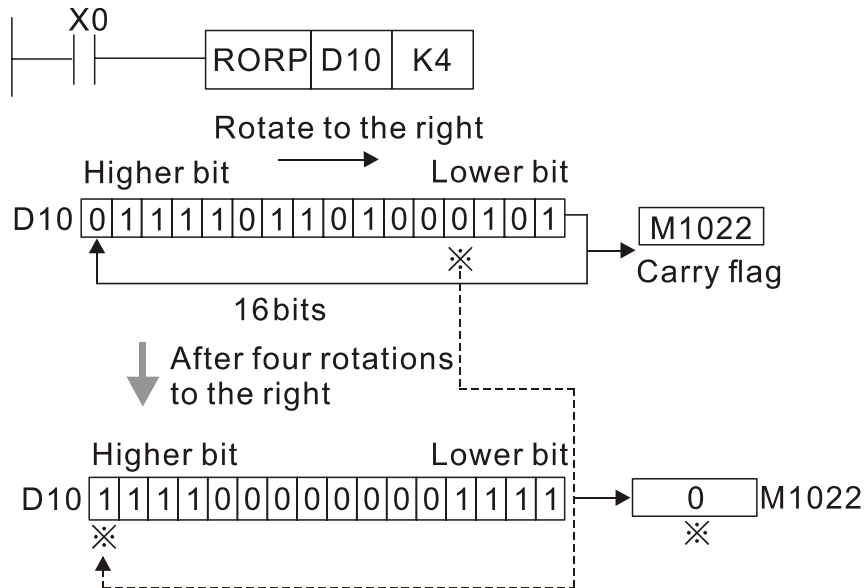 X0
RORP D10 K4
Rotate to the right
Higher bit Lower bit
D10 0 1 1 1 1 0 1 1 0 1 0 0 0 1 0 1 M1022
※ Carry flag
16bits
After four rotations
to the right
Higher bit Lower bit
D10 1 1 1 1 0 0 0 0 0 0 0 0 1 1 1 1 0 M1022
※ ※